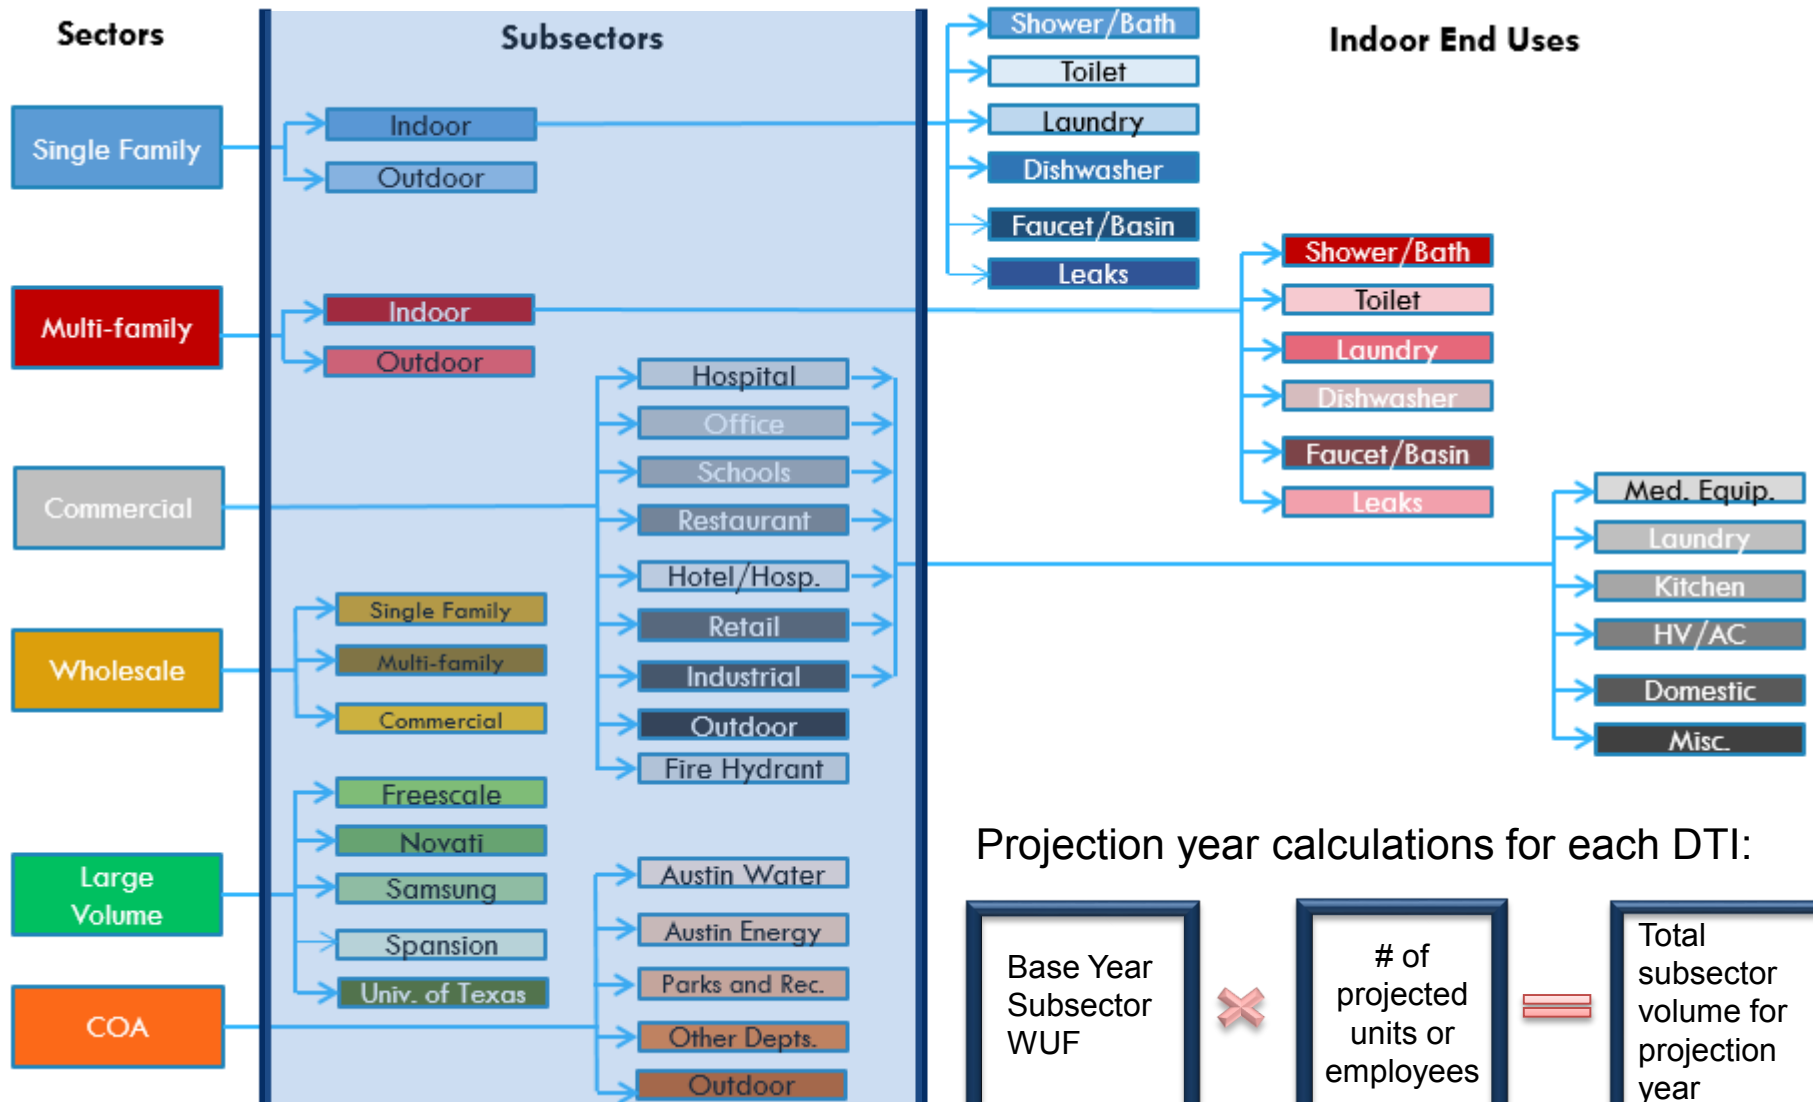 Sectors
Subsectors
Indoor End Uses
Single Family
Indoor
Outdoor
Shower/Bath
Toilet
Laundry
Dishwasher
Faucet/Basin
Leaks
Multi-family
Indoor
Outdoor
Shower/Bath
Toilet
Laundry
Dishwasher
Faucet/Basin
Leaks
Commercial
Hospital
Office
Schools
Restaurant
Hotel/Hosp.
Retail
Industrial
Outdoor
Fire Hydrant
Med. Equip.
Laundry
Kitchen
HV/AC
Domestic
Misc.
Wholesale
Single Family
Multi-family
Commercial
Large
Volume
Freescale
Novati
Samsung
Spansion
Univ. of Texas
COA
Austin Water
Austin Energy
Parks and Rec.
Other Depts.
Outdoor
Projection year calculations for each DTI:
Base Year
Subsector
WUF
# of
projected
units or
employees
Total
subsector
volume for
projection
year